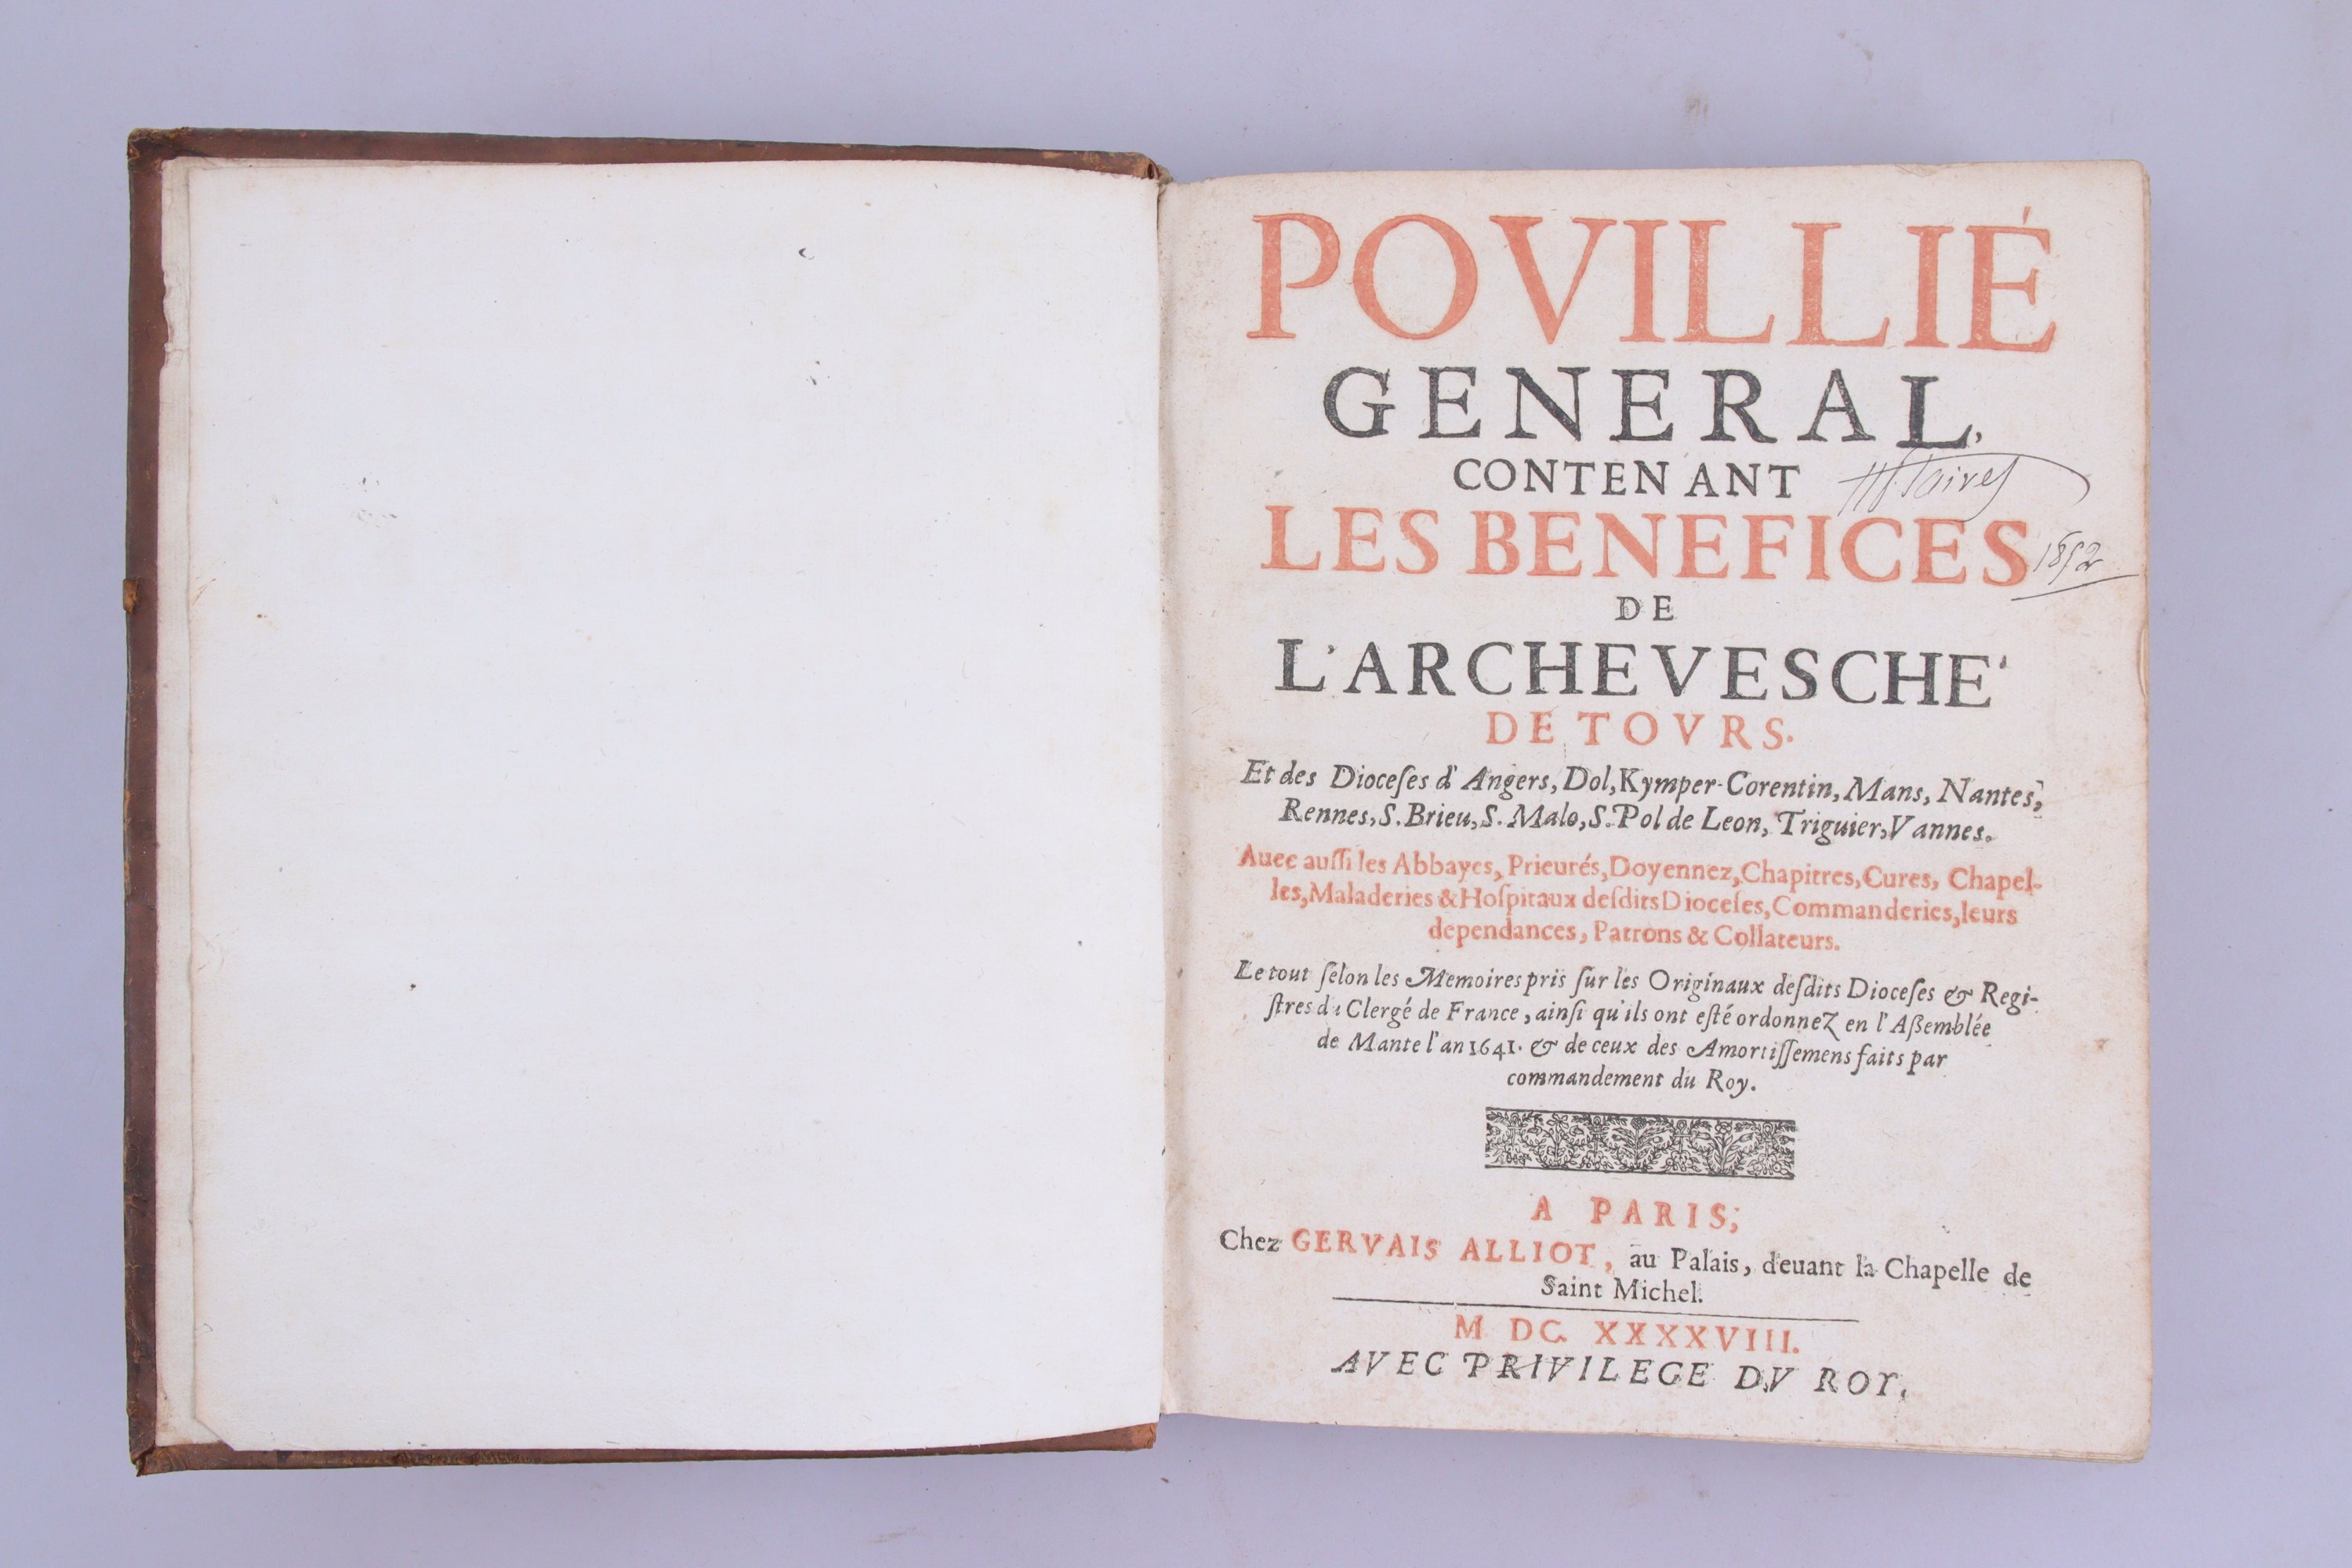 POVILLIÉ
GENERAL,
CONTENANT
LES BENEFICES
1852
DE
L'ARCHEVESCHE'
DE TOVRS.
Et des Dioceſes d'Angers, Dol, Kymper-Corentin, Mans, Nantes,
Rennes, S. Brieu, S. Malo, S. Pol de Leon, Triguier, Vannes.
Auec auſſi les Abbayes, Prieurés, Doyennez, Chapitres, Cures, Chapel-
les, Maladeries & Hoſpitaux deſdits Dioceſes, Commanderies, leurs
dependances, Patrons & Collateurs.
Le tout ſelon les Memoires pris ſur les Originaux deſdits Dioceſes & Regi-
ſtres du Clergé de France, ainſi qu'ils ont eſté ordonnez en l'Aßemblée
de Mante l'an 1641. & de ceux des Amortiſſemens faits par
commandement du Roy.
A PARIS;
Chez GERVAIS ALLIOT, au Palais, deuant la Chapelle de
Saint Michel.
M DC. XXXXVIII.
AVEC PRIVILEGE DV ROY.